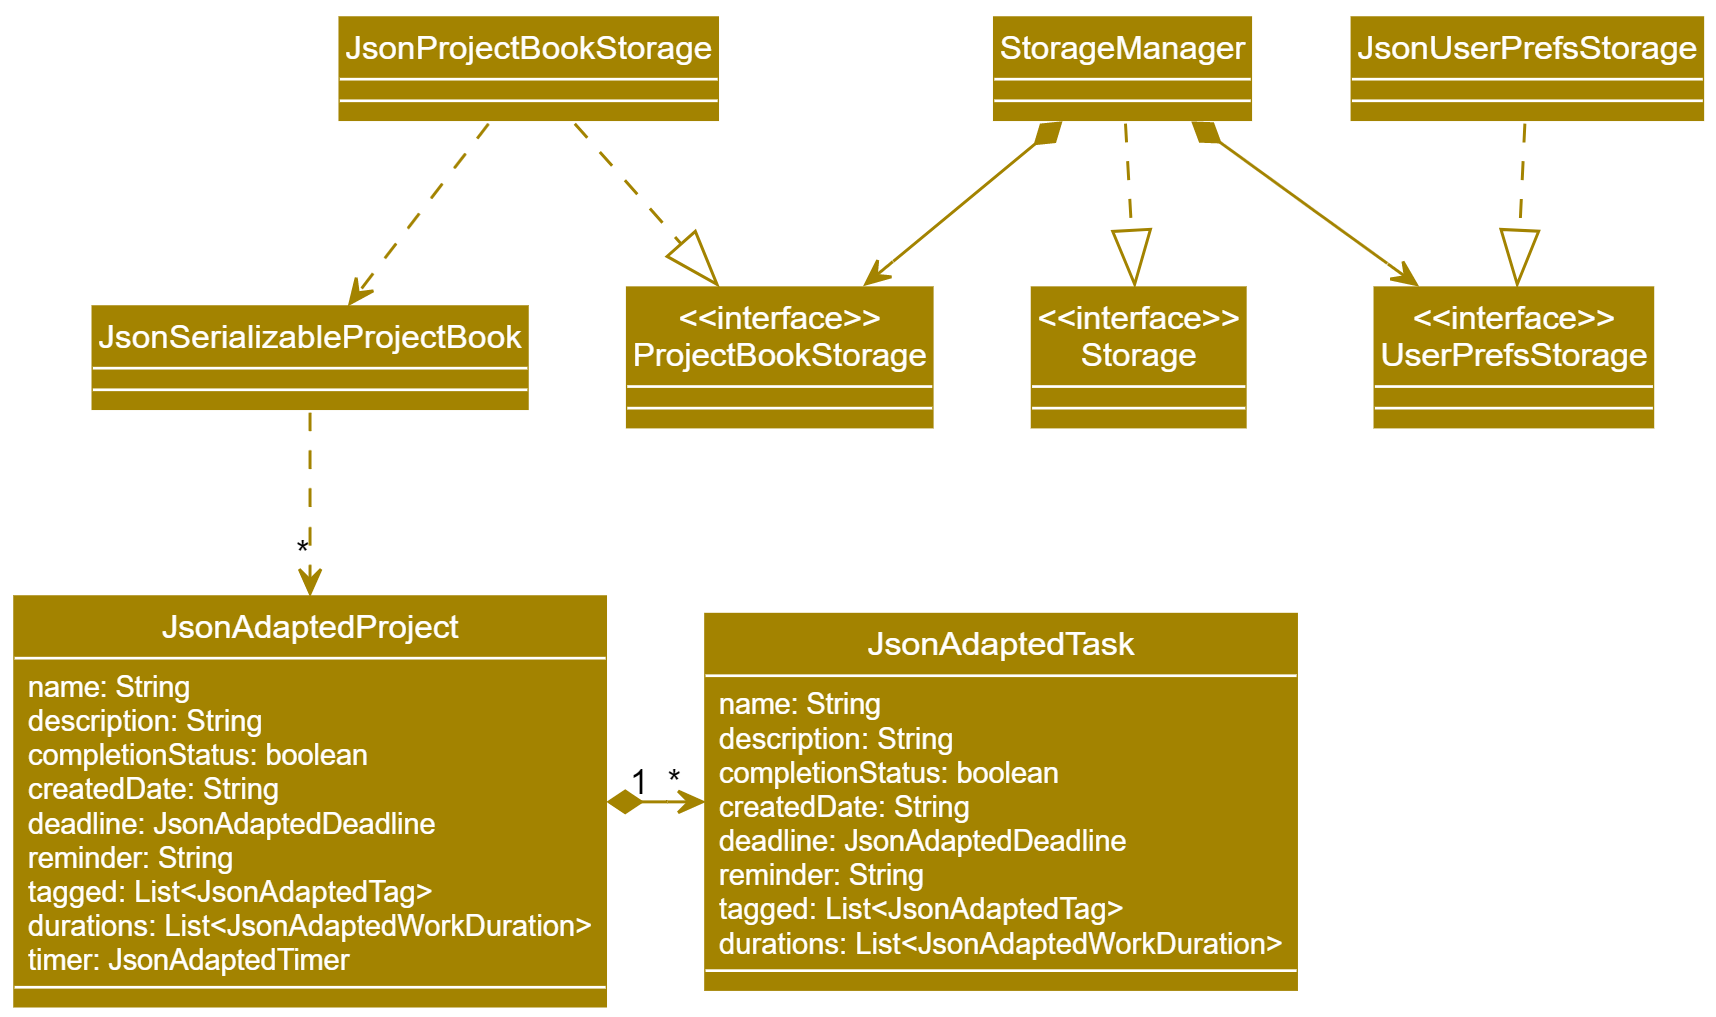 JsonProjectBookStorage
StorageManager
JsonUserPrefsStorage
JsonSerializableProjectBook
<<interface>>
ProjectBookStorage
<<interface>>
Storage
<<interface>>
UserPrefsStorage
*
JsonAdaptedProject
name: String
description: String
completionStatus: boolean
createdDate: String
deadline: JsonAdaptedDeadline
reminder: String
tagged: List<JsonAdaptedTag>
durations: List<JsonAdaptedWorkDuration>
timer: JsonAdaptedTimer
1 *
JsonAdaptedTask
name: String
description: String
completionStatus: boolean
createdDate: String
deadline: JsonAdaptedDeadline
reminder: String
tagged: List<JsonAdaptedTag>
durations: List<JsonAdaptedWorkDuration>